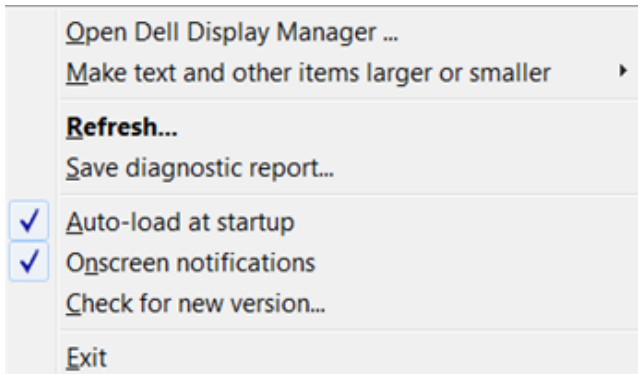 Open Dell Display Manager ...
Make text and other items larger or smaller
Refresh...
Save diagnostic report...
Auto-load at startup
Onscreen notifications
Check for new version...
Exit